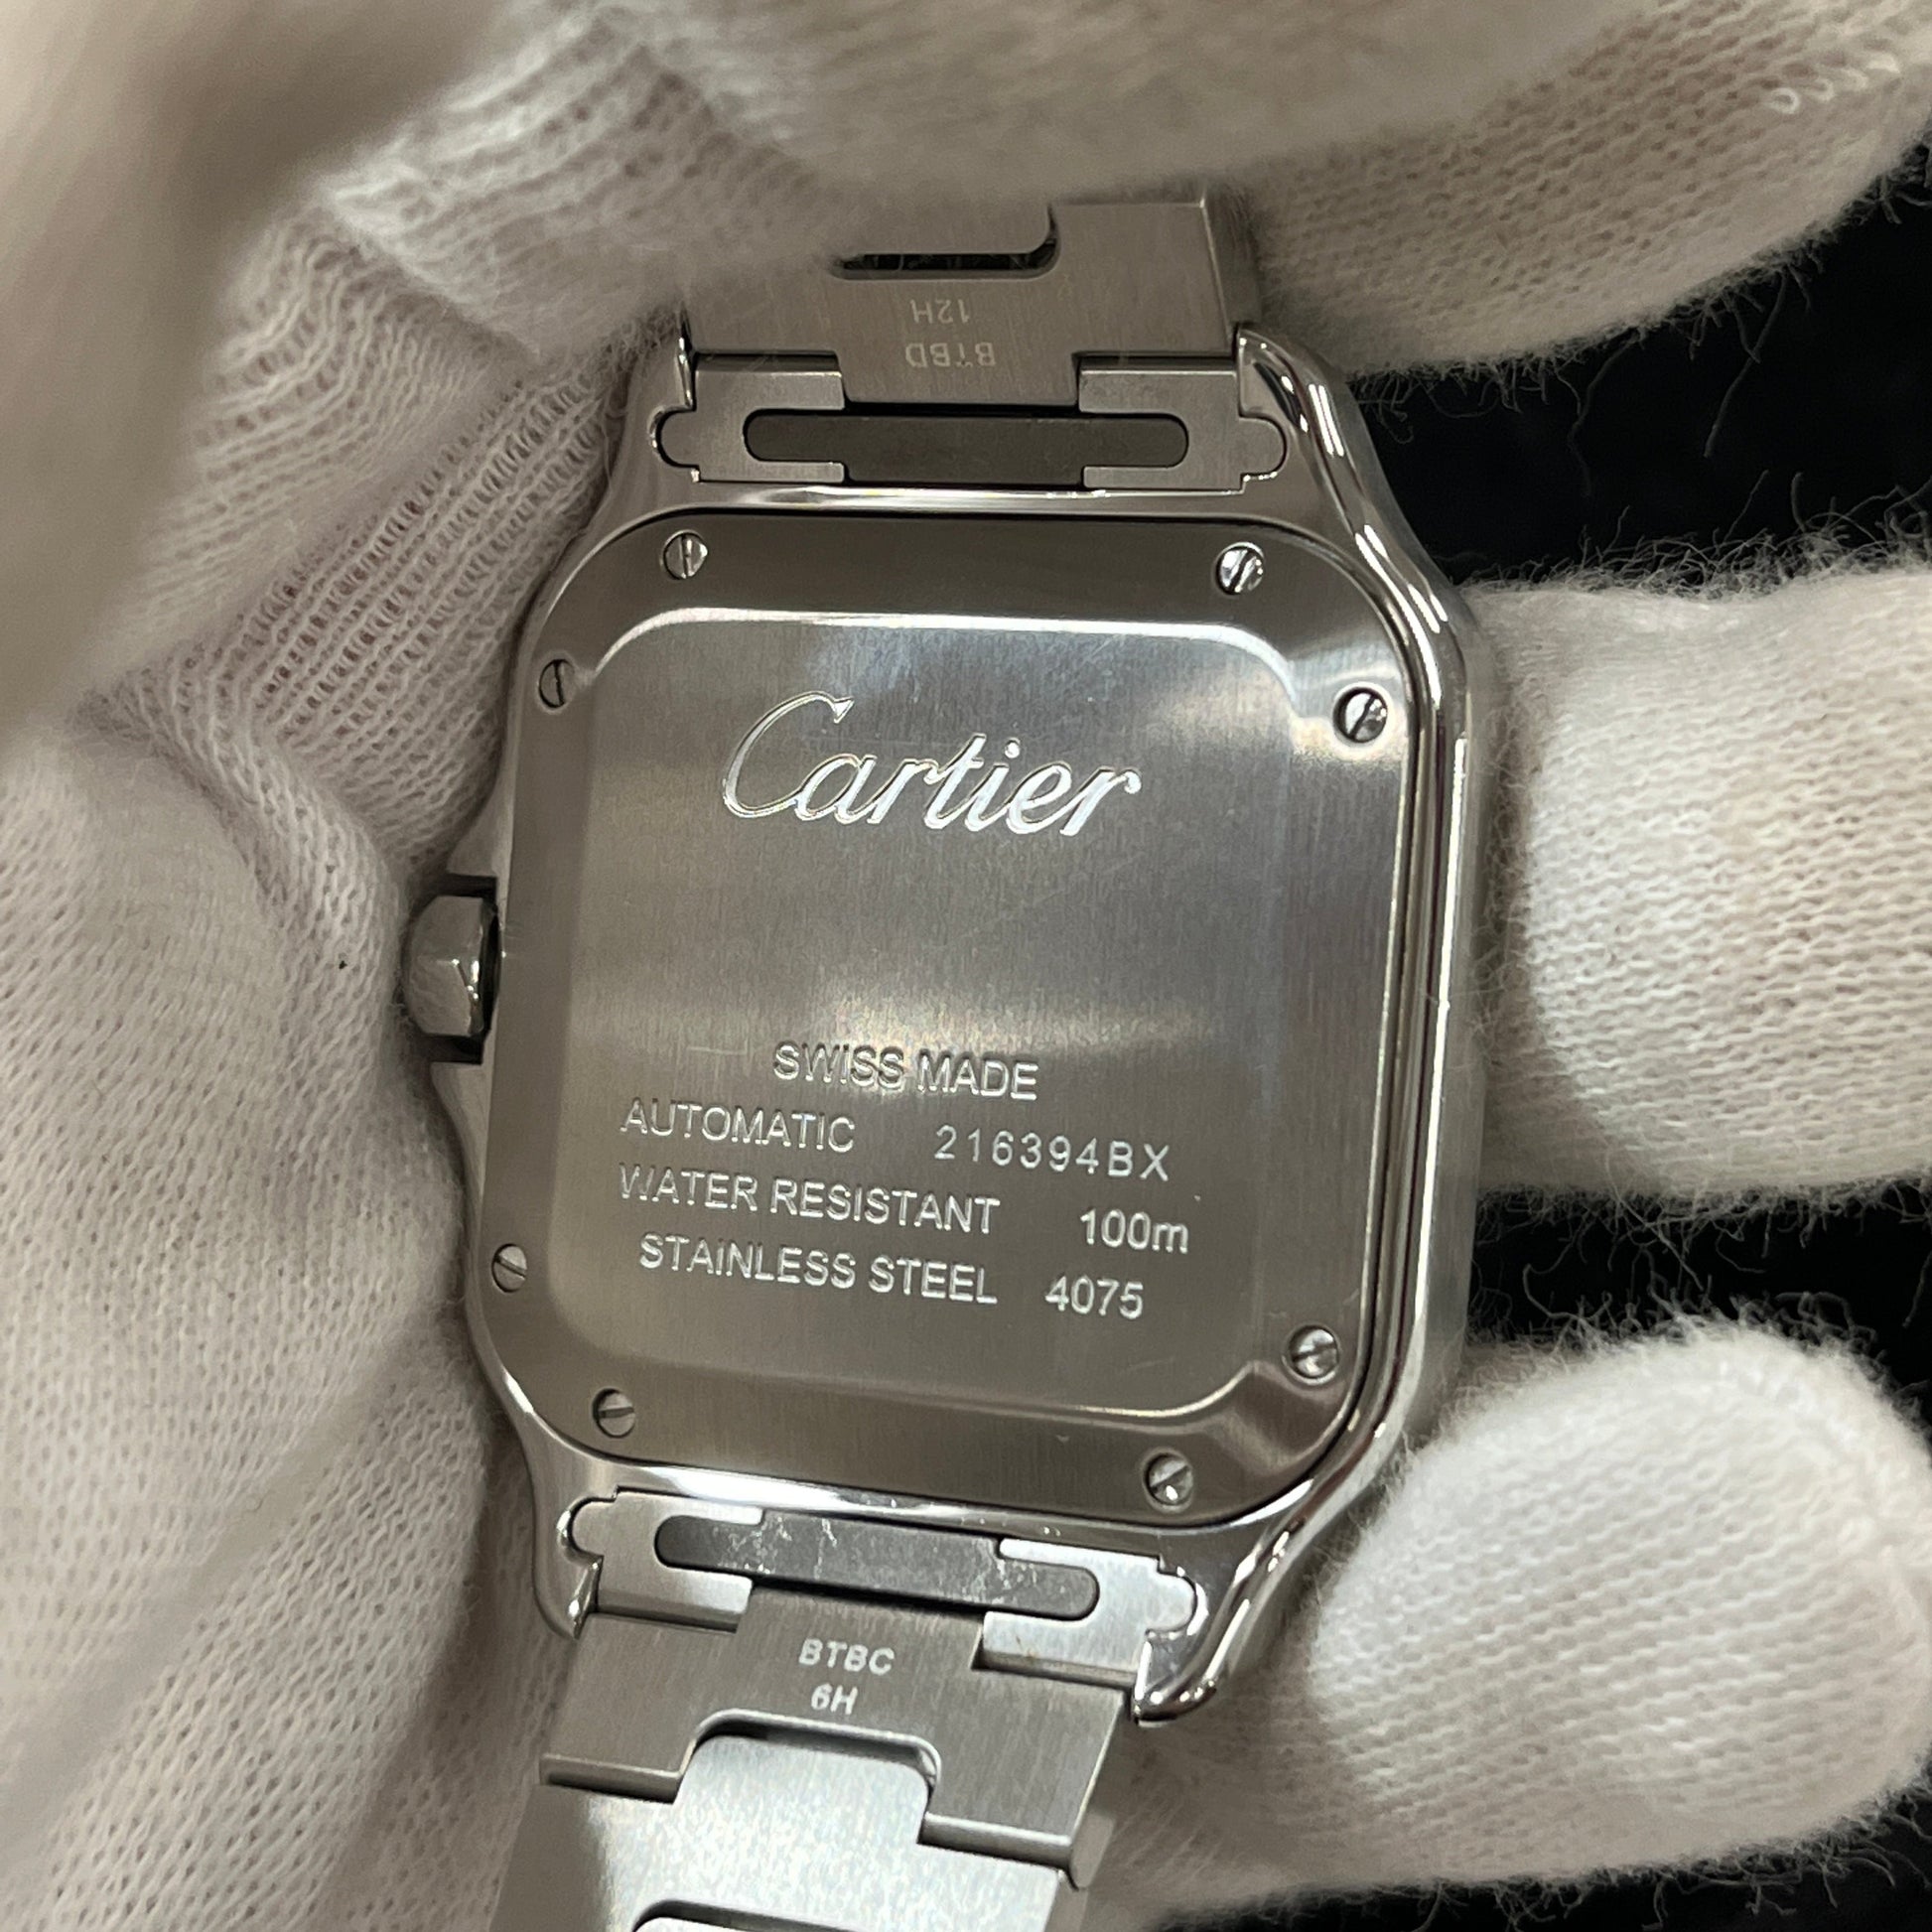 12H
BTBD
Cartier
SWISS MADE
AUTOMATIC 216394BX
WATER RESISTANT 100m
STAINLESS STEEL 4075
BTBC
6H